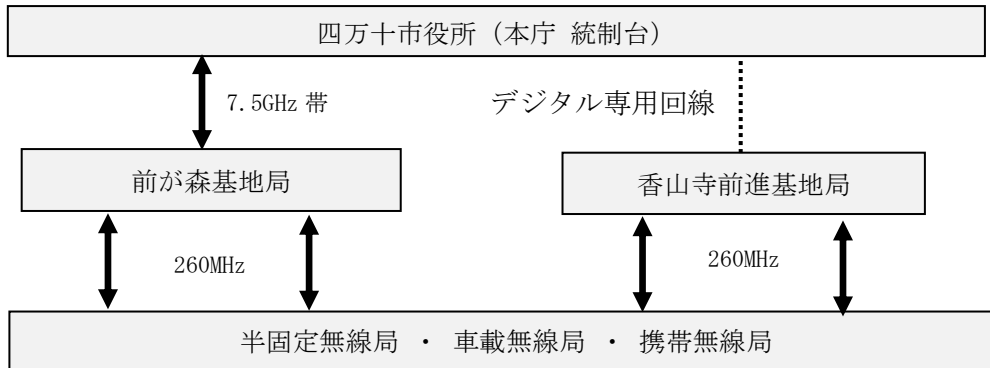 四万十市役所（本庁 統制台）
7.5GHz 帯
デジタル専用回線
前が森基地局
香山寺前進基地局
260MHz
260MHz
半固定無線局 ・ 車載無線局 ・ 携帯無線局